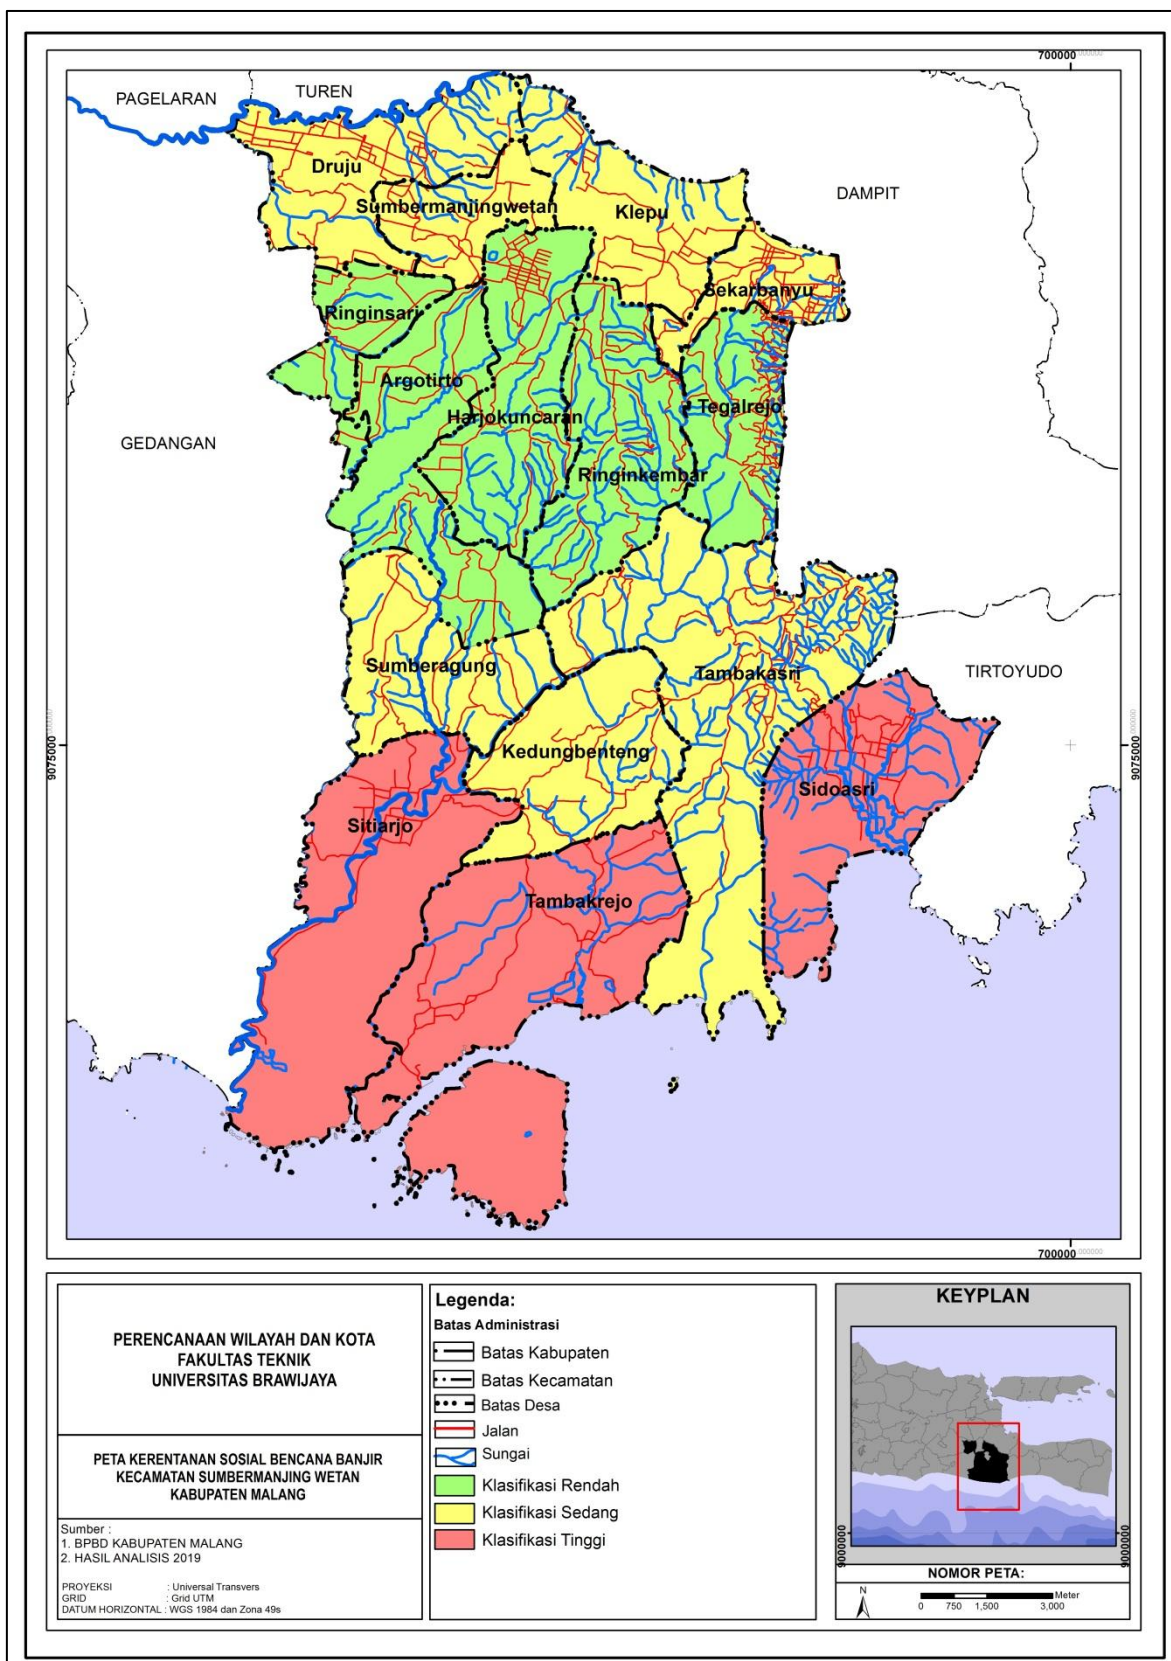 700000 000000
PAGELARAN
TUREN
DAMPIT
Druju
Sumbermanjingwetan
Klepu
Sekarbanyu
Ringinsari
Argotirto
Harjokuncaran
Tegalrejo
GEDANGAN
Ringinkembar
Sumberagung
Tambakasri
TIRTOYUDO
9075000 000000
9075000 000000
Kedungbenteng
Sidoasri
Sitiarjo
Tambakrejo
700000 000000
PERENCANAAN WILAYAH DAN KOTA
FAKULTAS TEKNIK
UNIVERSITAS BRAWIJAYA
PETA KERENTANAN SOSIAL BENCANA BANJIR
KECAMATAN SUMBERMANJING WETAN
KABUPATEN MALANG
Sumber :
1. BPBD KABUPATEN MALANG
2. HASIL ANALISIS 2019
PROYEKSI : Universal Transvers
GRID : Grid UTM
DATUM HORIZONTAL : WGS 1984 dan Zona 49s
Legenda:
Batas Administrasi
Batas Kabupaten
Batas Kecamatan
Batas Desa
Jalan
Sungai
Klasifikasi Rendah
Klasifikasi Sedang
Klasifikasi Tinggi
KEYPLAN
9000000
9000000
NOMOR PETA:
N
Meter
0 750 1,500 3,000